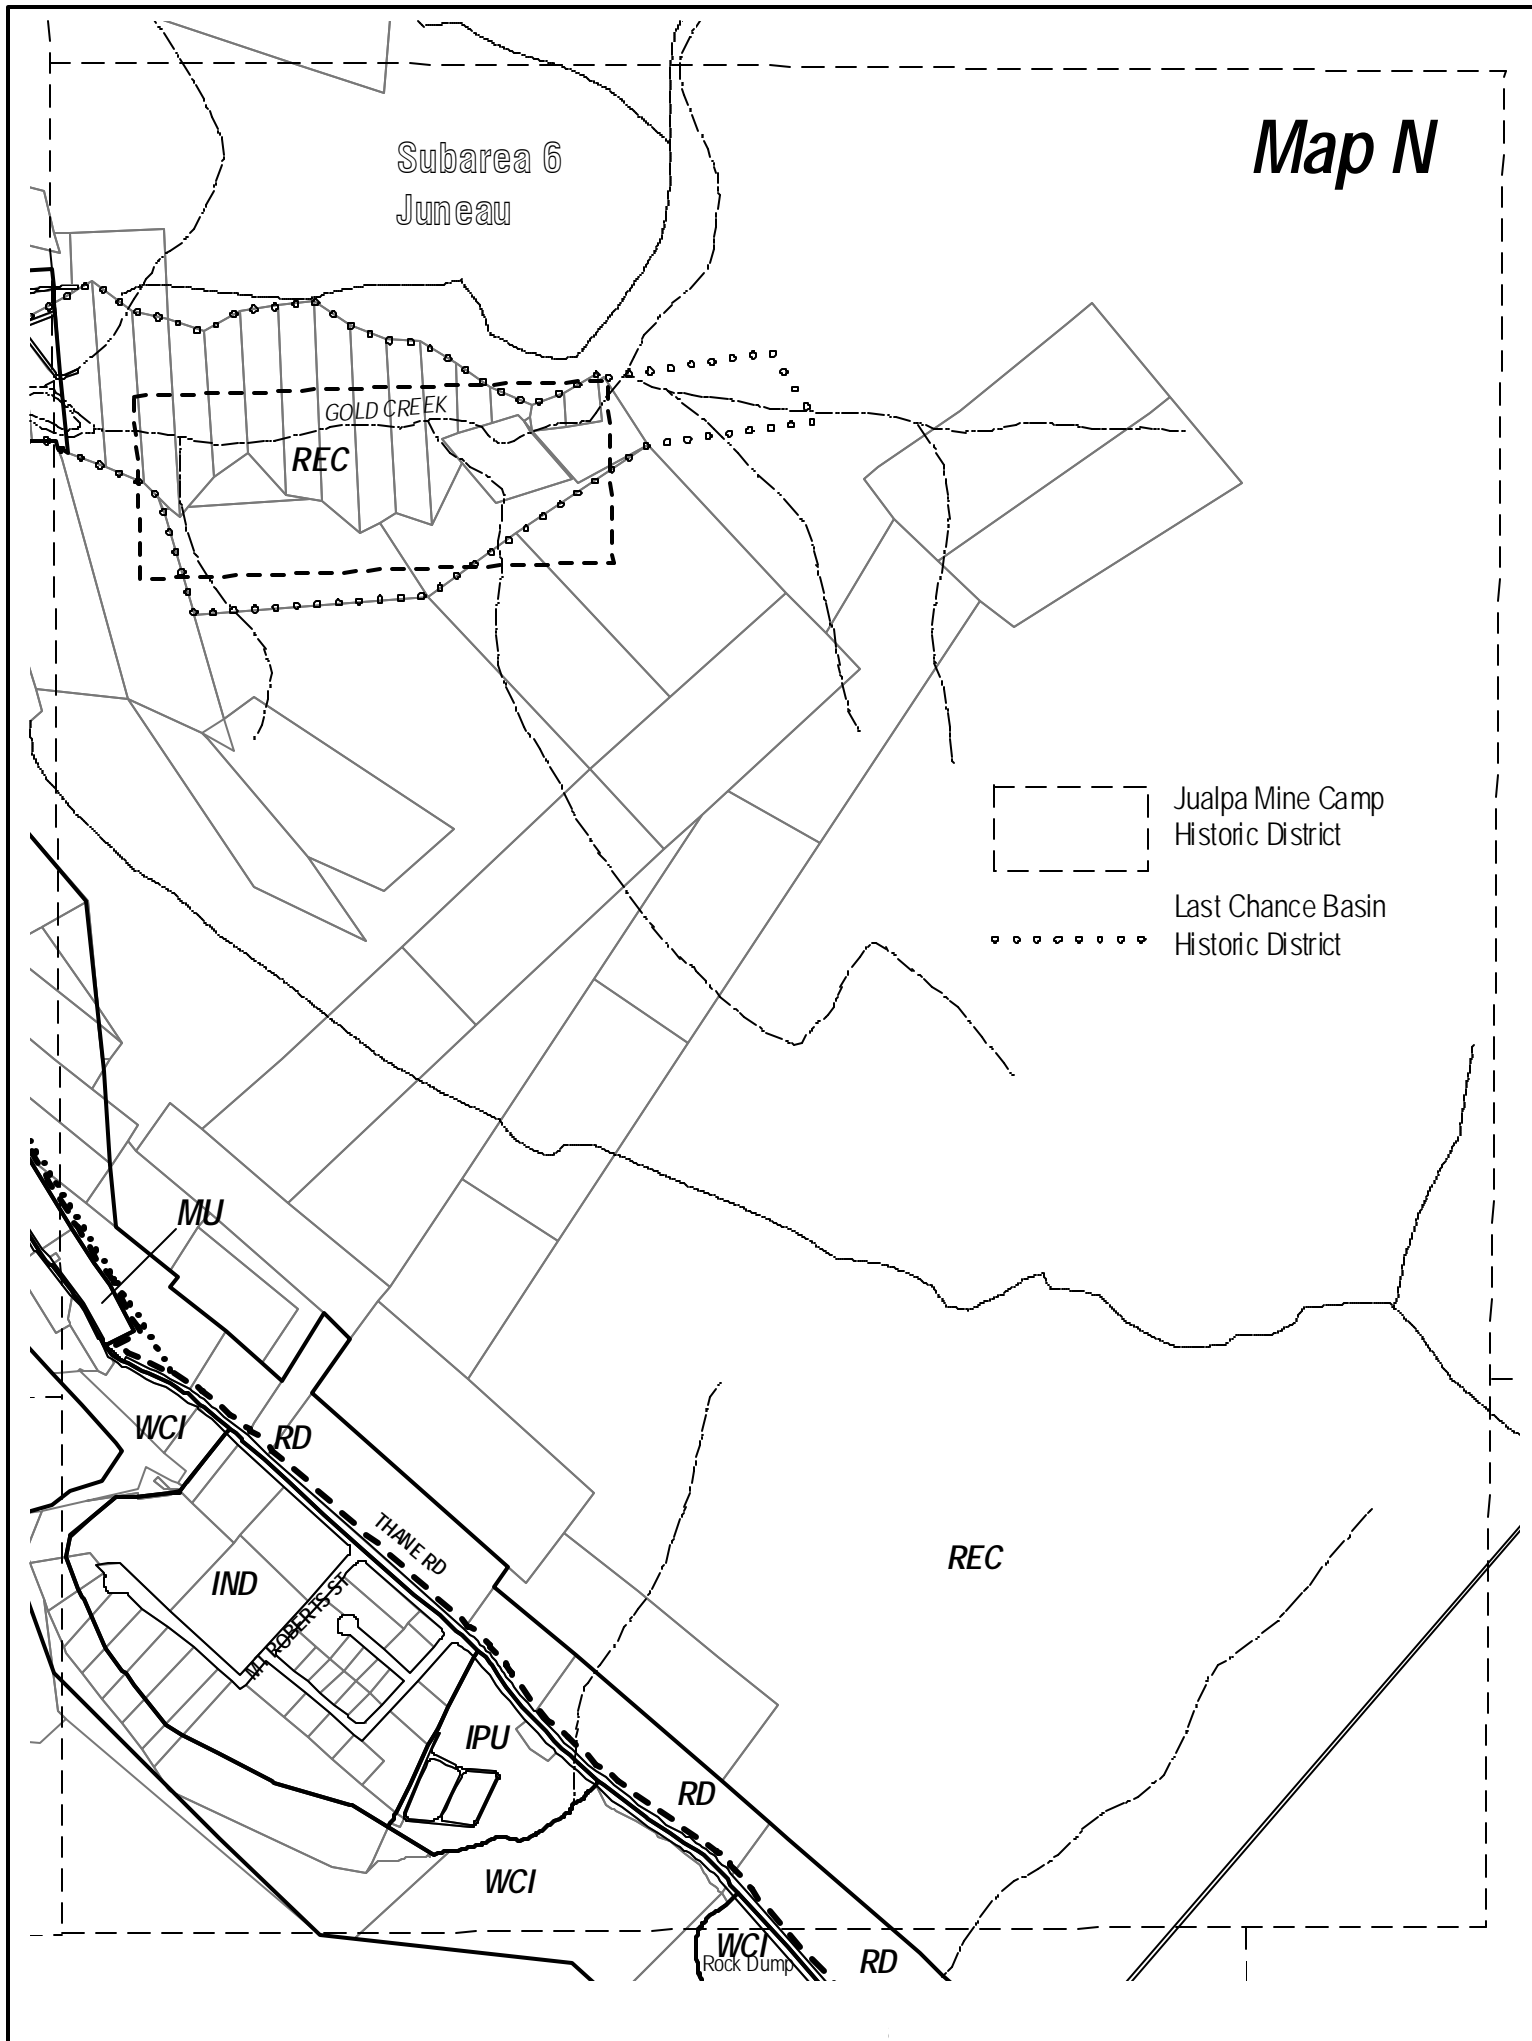 Map N
Subarea 6
Juneau
GOLD CREEK
REC
Jualpa Mine Camp
Historic District
Last Chance Basin
Historic District
MU
WCI
RD
THANE RD
REC
IND
Mt ROBERTS ST
IPU
RD
WCI
WCI
Rock Dump
RD